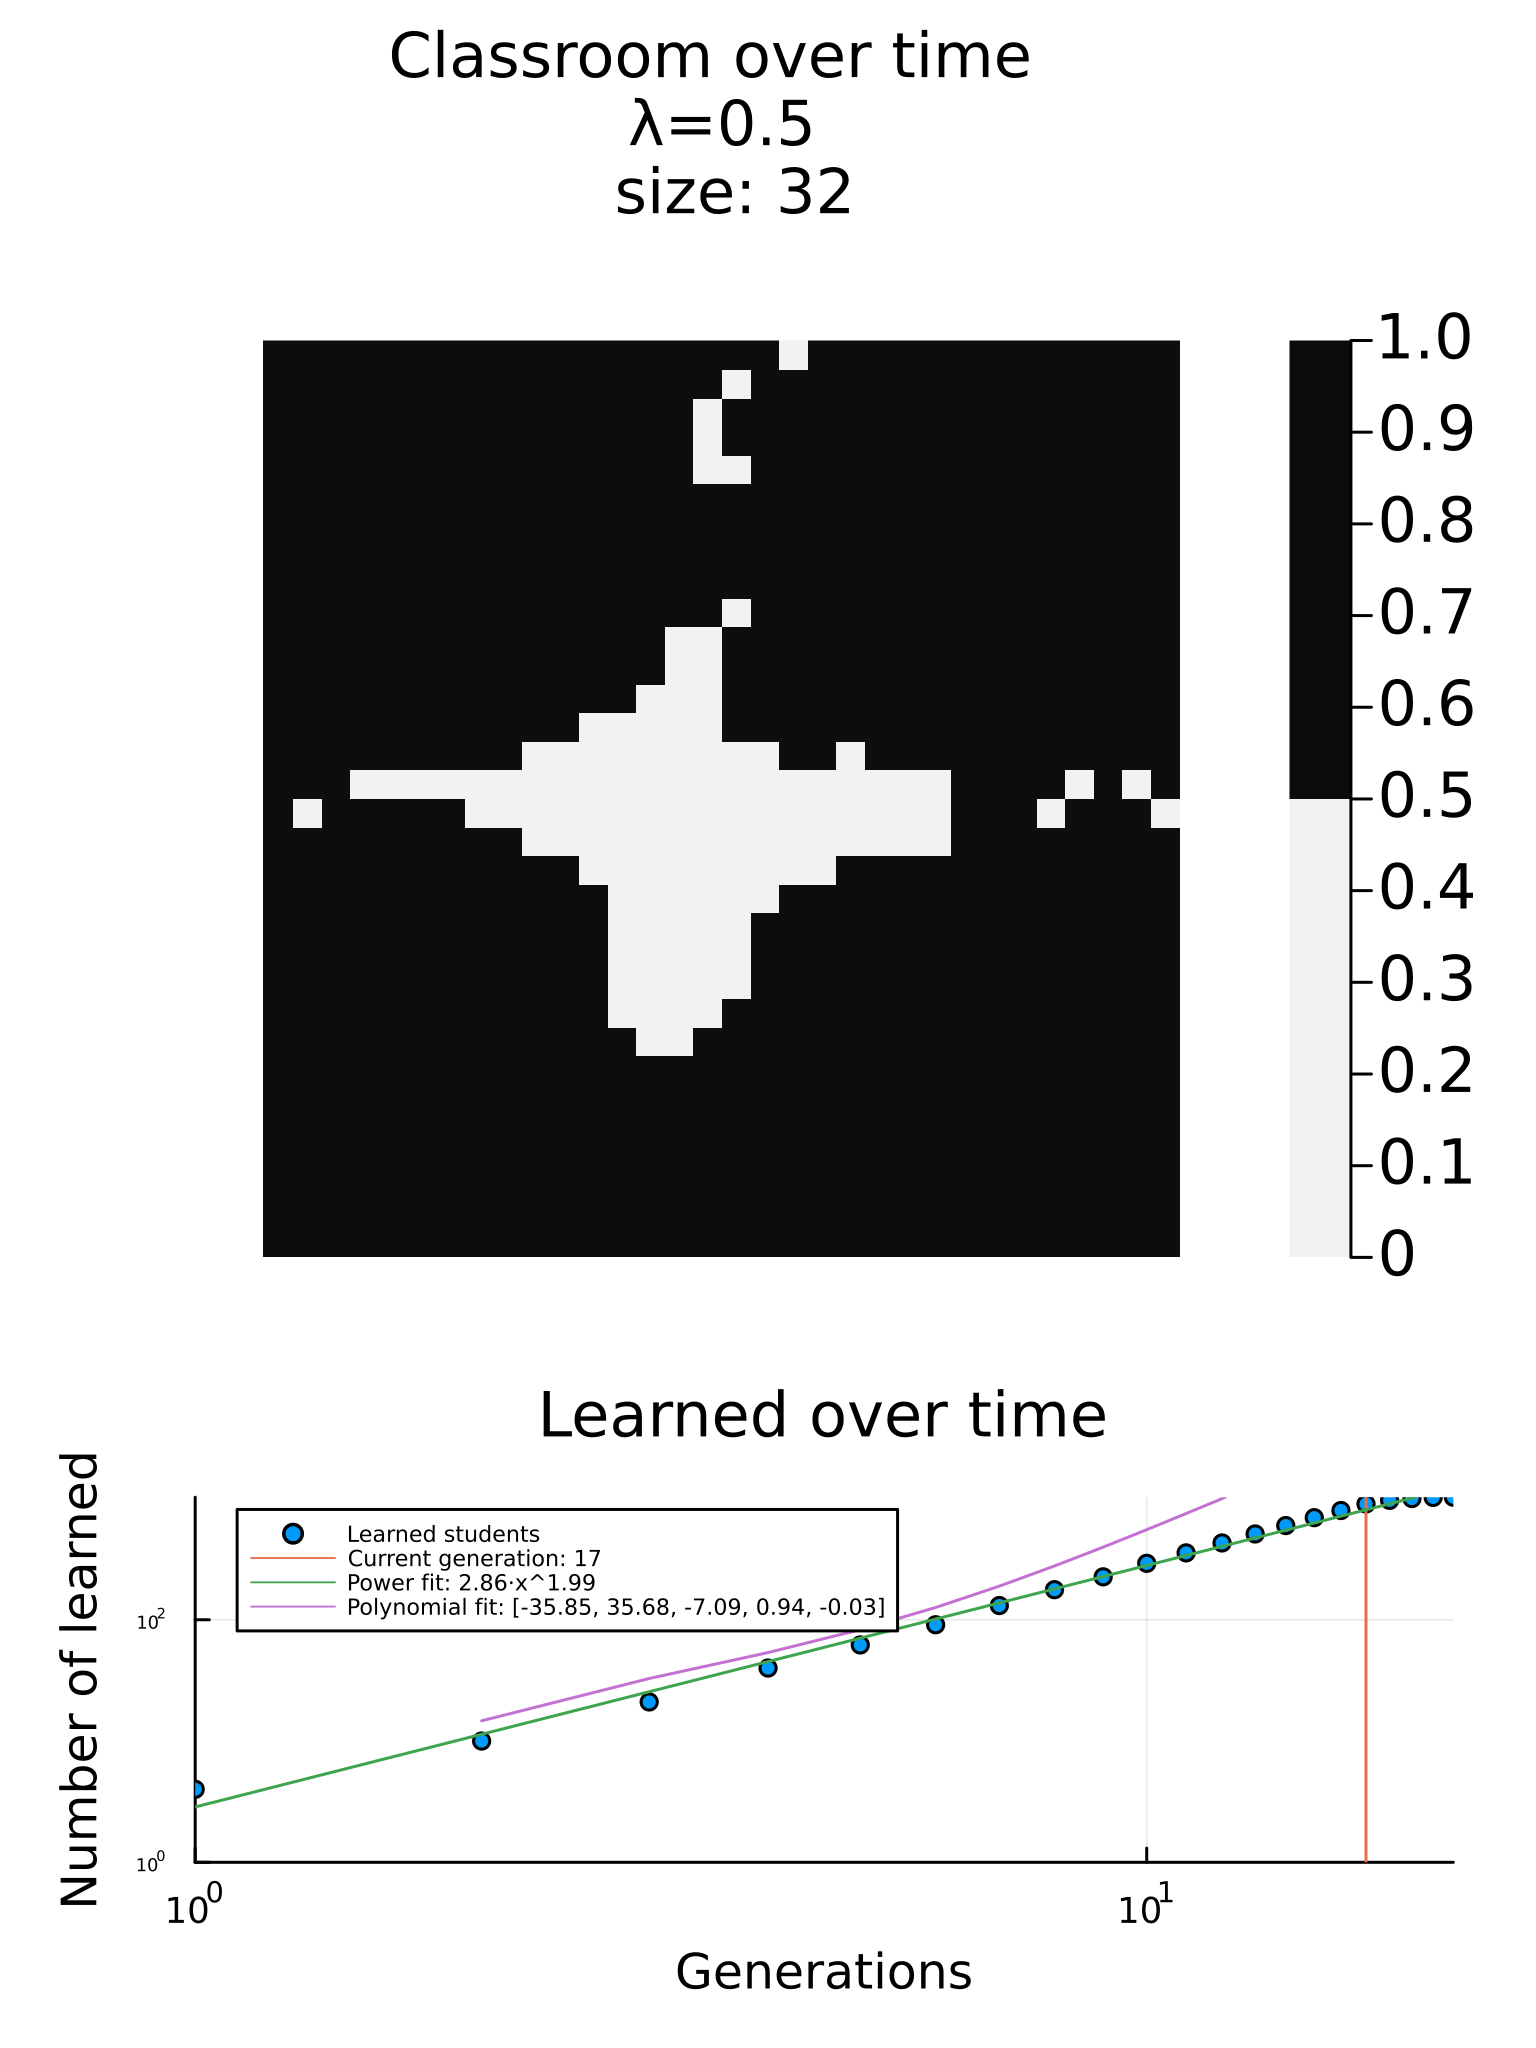 Classroom over time
λ=0.5
size: 32
1.0
0.9
0.8
0.7
0.6
0.5
0.4
0.3
0.2
0.1
0
Learned over time
Number of learned
Learned students
Current generation: 17
Power fit: 2.86·x^1.99
Polynomial fit: [-35.85, 35.68, -7.09, 0.94, -0.03]
10²
10⁰
10⁰
10¹
Generations